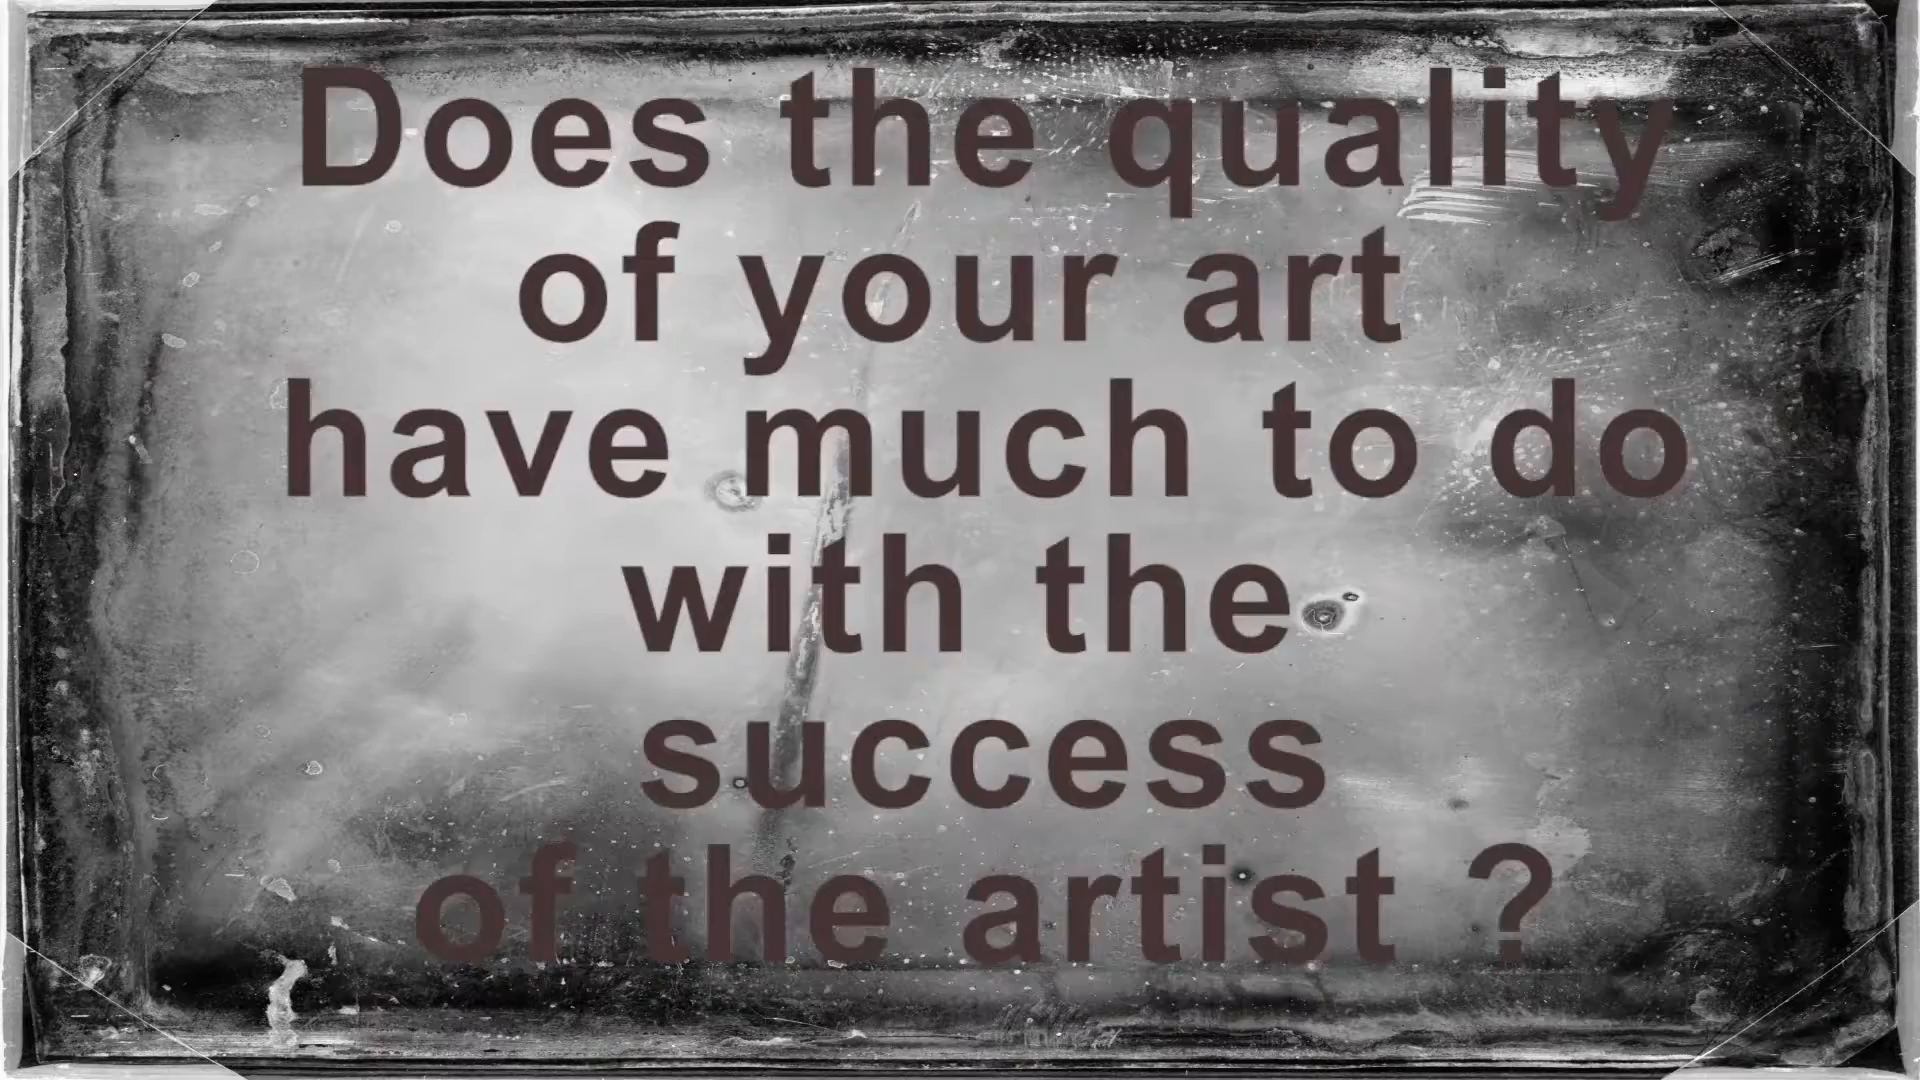 Does the quality
of your art
have much to do
with the
success
of the artist ?